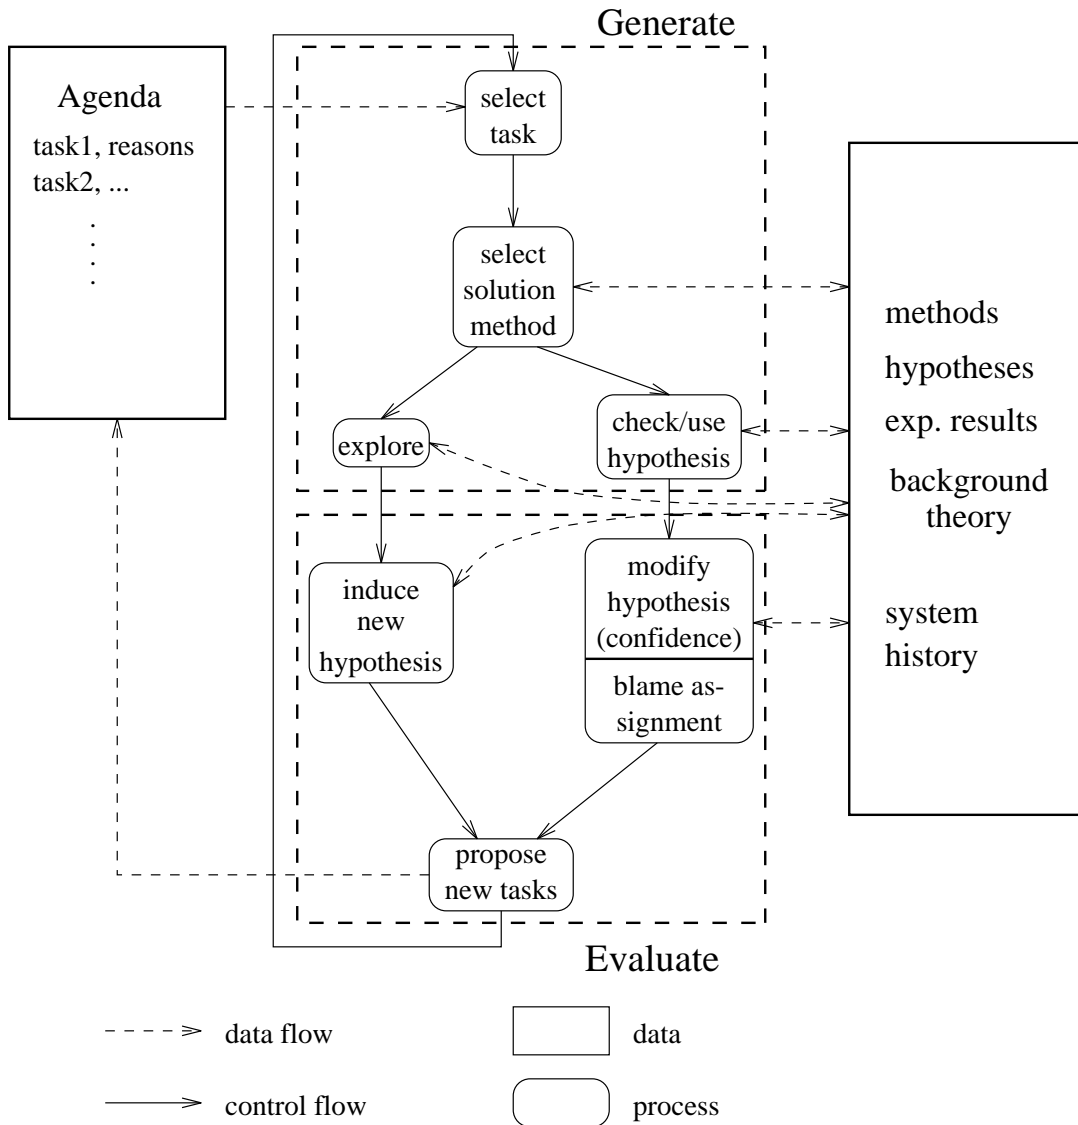 Generate
Agenda
task1, reasons
task2, ...
.
.
.
.
select
task
select
solution
method
explore
check/use
hypothesis
methods
hypotheses
exp. results
background
theory
system
history
induce
new
hypothesis
modify
hypothesis
(confidence)
blame as-
signment
propose
new tasks
Evaluate
data flow
data
control flow
process